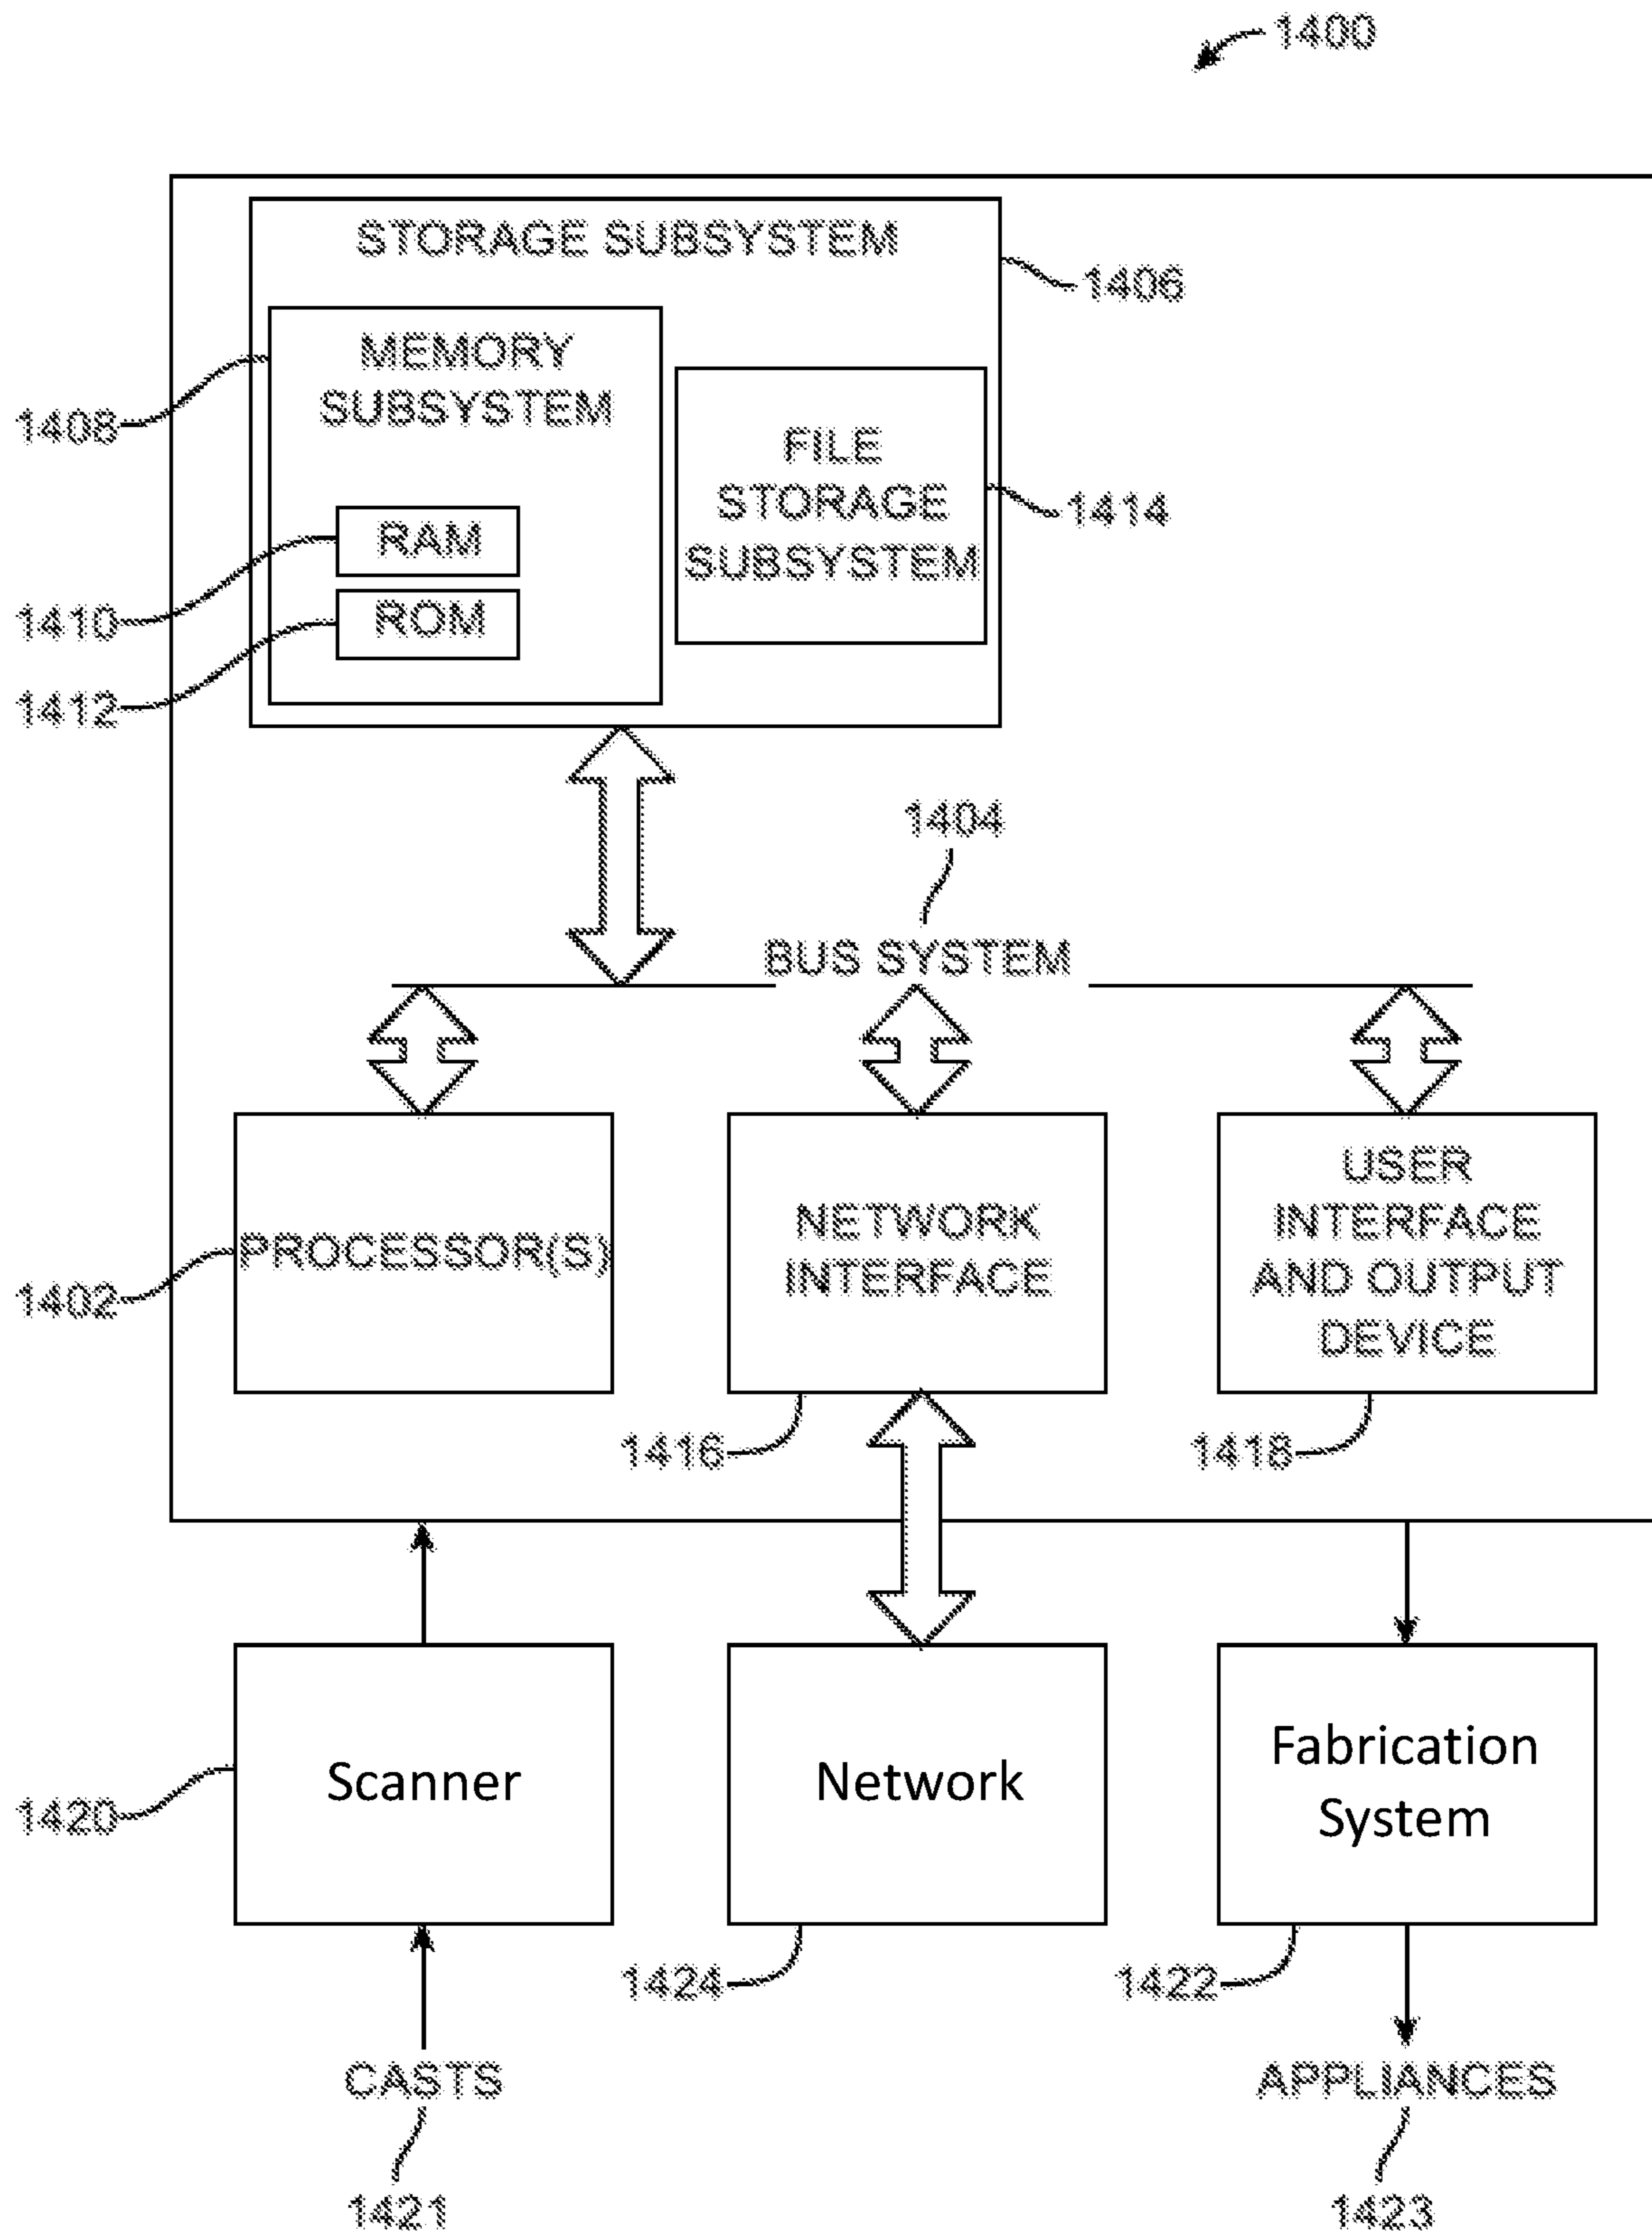 1400
STORAGE SUBSYSTEM
1406
MEMORY
SUBSYSTEM
1408
FILE
STORAGE
SUBSYSTEM
1414
RAM
1410
ROM
1412
1404
BUS SYSTEM
PROCESSOR(S)
1402
NETWORK
INTERFACE
1416
USER
INTERFACE
AND OUTPUT
DEVICE
1418
Scanner
1420
Network
1424
Fabrication
System
1422
CASTS
1421
APPLIANCES
1423